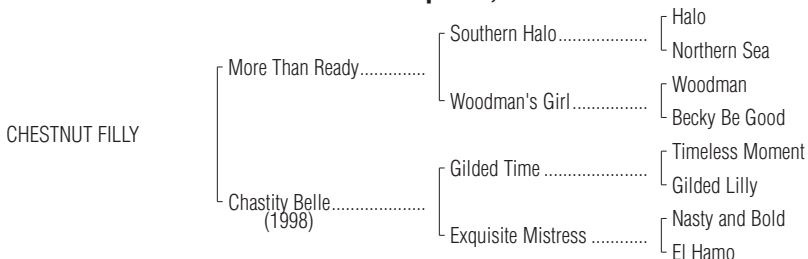 Halo
Southern Halo...................
Northern Sea
More Than Ready..............
Woodman
Woodman's Girl................
Becky Be Good
CHESTNUT FILLY
Timeless Moment
Gilded Time ......................
Gilded Lilly
Chastity Belle....................
(1998)
Nasty and Bold
Exquisite Mistress ............
El Hamo